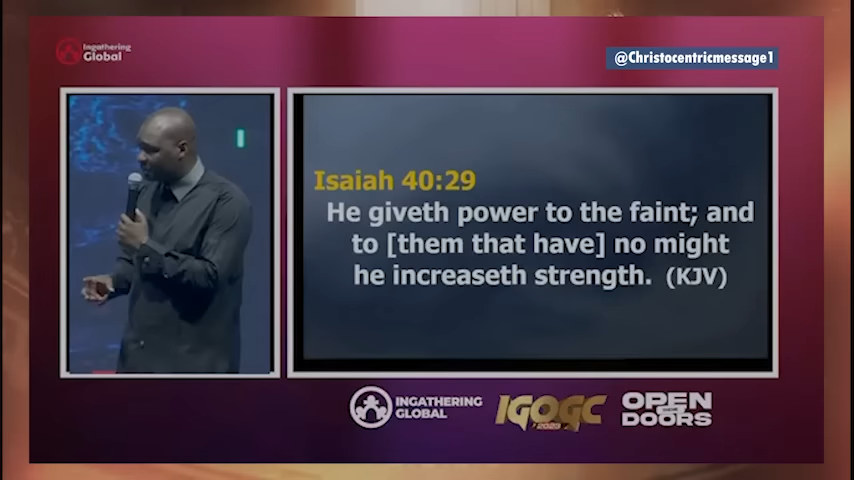 Ingathering
Global
@Christocentricmessage1
Isaiah 40:29
He giveth power to the faint; and
to [them that have] no might
he increaseth strength. (KJV)
INGATHERING
GLOBAL
IGOGC
2023
OPEN
DOORS